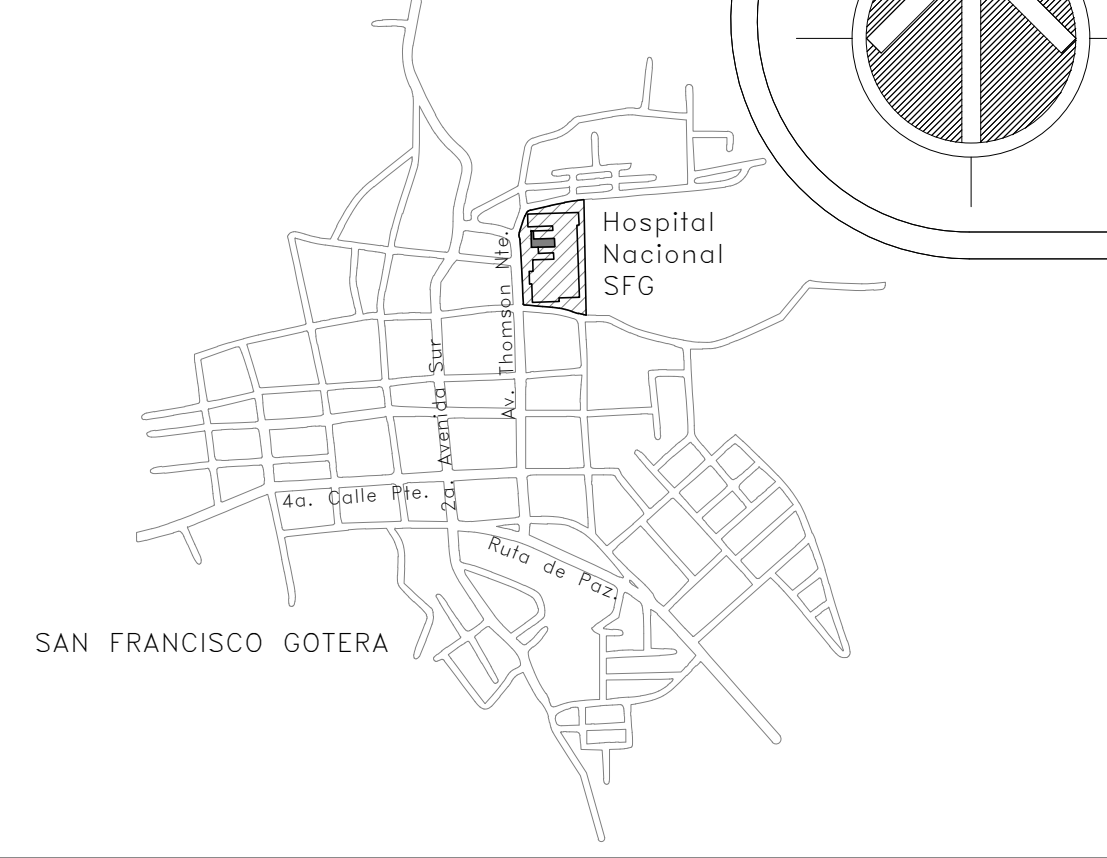 Hospital
Nacional
SFG
Av. Thomson Nte.
2a. Avenida Sur
4a. Calle Pte.
Ruta de Paz.
SAN FRANCISCO GOTERA